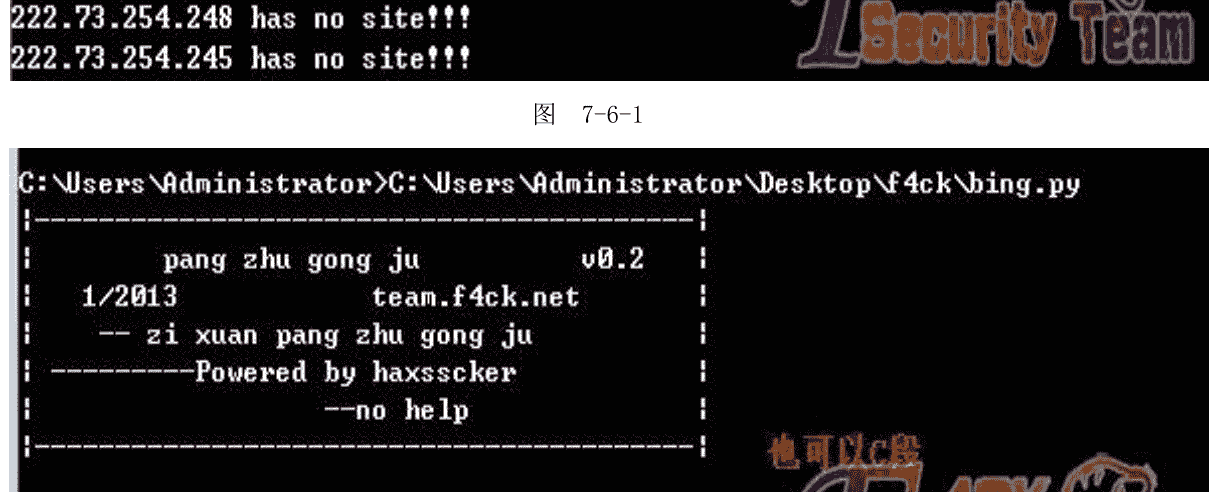 222.73.254.248 has no site!!!
222.73.254.245 has no site!!!
Security Team
图 7-6-1
C:\Users\Administrator>C:\Users\Administrator\Desktop\f4ck\bing.py
|-----------------------------------------|
| pang zhu gong ju v0.2 |
| 1/2013 team.f4ck.net |
| -- zi xuan pang zhu gong ju |
| ---------Powered by haxsscker |
| --no help |
|-----------------------------------------|
也可以C段